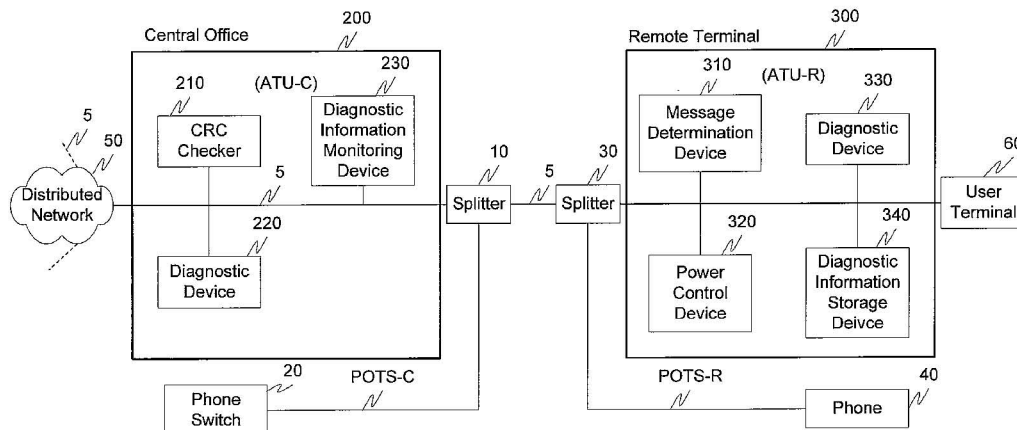 200
300
Central Office
Remote Terminal
210
(ATU-C)
230
310
(ATU-R)
330
CRC
Checker
Diagnostic
Information
Monitoring
Device
Message
Determination
Device
Diagnostic
Device
5
50
Distributed
Network
5
10
Splitter
5
30
Splitter
60
User
Terminal
220
Diagnostic
Device
320
Power
Control
Device
340
Diagnostic
Information
Storage
Deivce
20
Phone
Switch
POTS-C
POTS-R
40
Phone